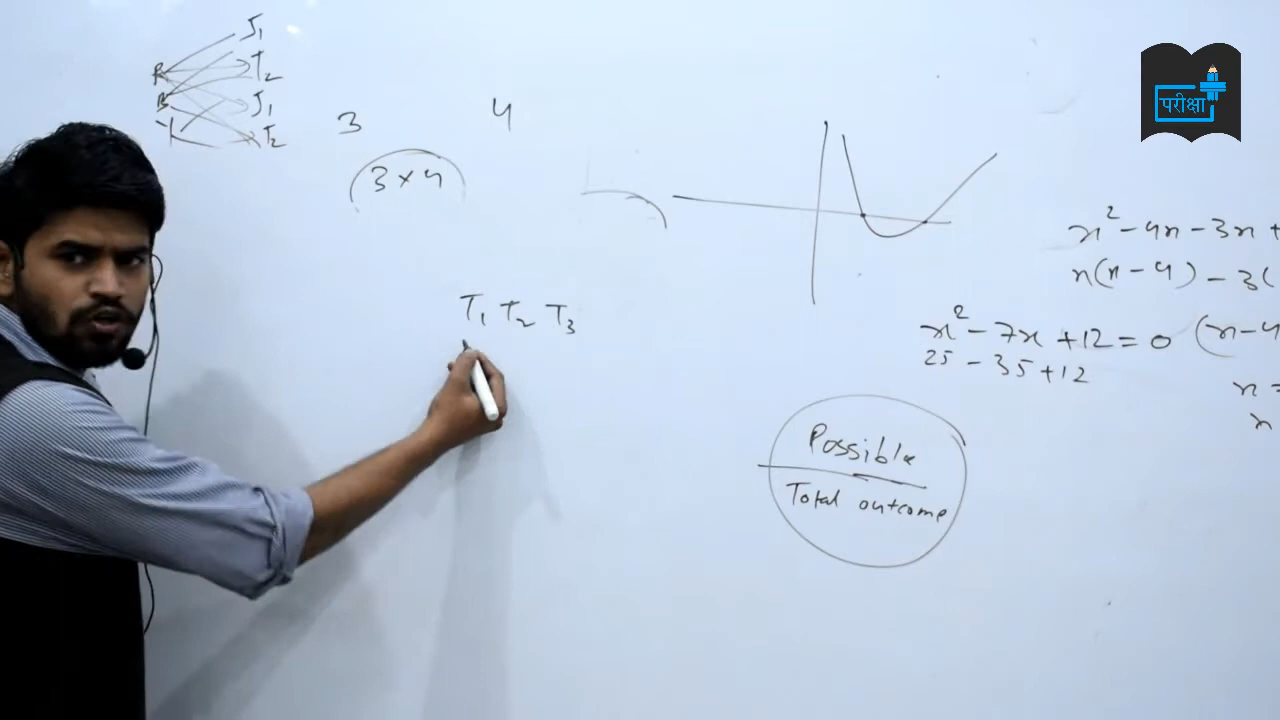 J1
R T2
B J1
Y T2
3 4
3 × 4
T1 T2 T3
परीक्षा
x² - 4x - 3x +
x(x - 4) - 3(
x² - 7x + 12 = 0 (x - 4
25 - 35 + 12
x =
x
Possible
Total outcome